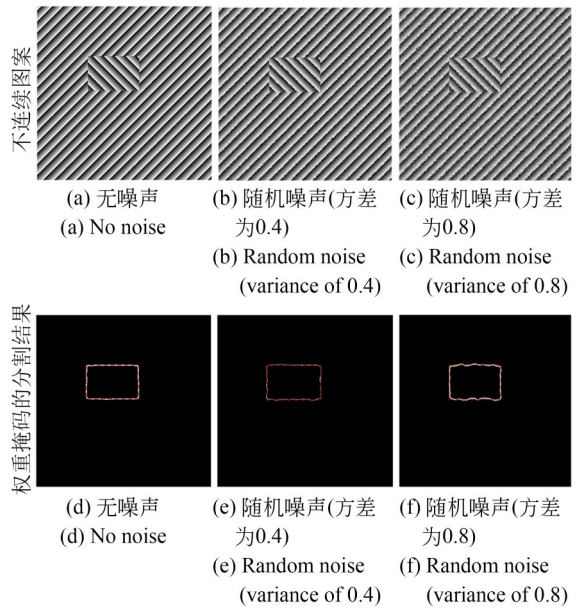 不连续图案
(a) 无噪声
(a) No noise
(b) 随机噪声(方差
为0.4)
(b) Random noise
(variance of 0.4)
(c) 随机噪声(方差
为0.8)
(c) Random noise
(variance of 0.8)
权重掩码的分割结果
(d) 无噪声
(d) No noise
(e) 随机噪声(方差
为0.4)
(e) Random noise
(variance of 0.4)
(f) 随机噪声(方差
为0.8)
(f) Random noise
(variance of 0.8)